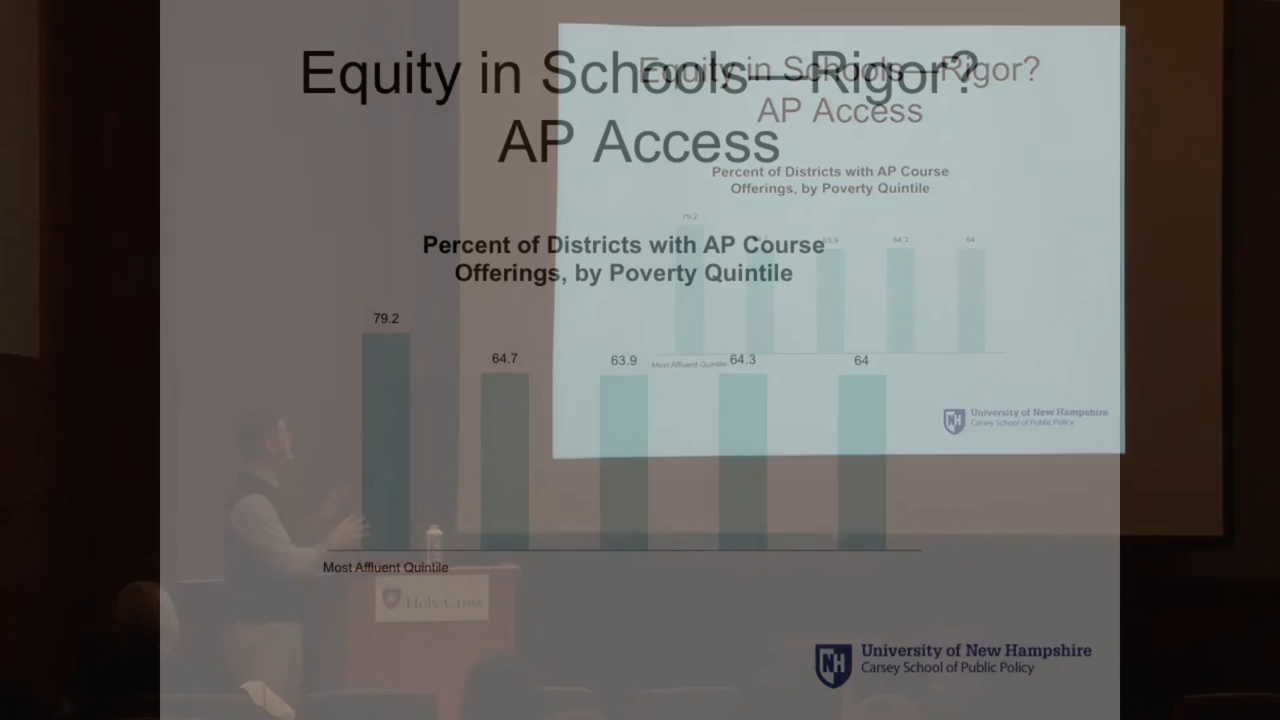 Equity in Schools—Rigor?
AP Access
Percent of Districts with AP Course
Offerings, by Poverty Quintile
79.2
64.7
63.9
64.3
64
Most Affluent Quintile
University of New Hampshire
Carsey School of Public Policy
Equity in Schools—Rigor?
AP Access
Percent of Districts with AP Course
Offerings, by Poverty Quintile
79.2
63.9
64.3
64
Most Affluent Quintile
University of New Hampshire
Carsey School of Public Policy
Holy Cross